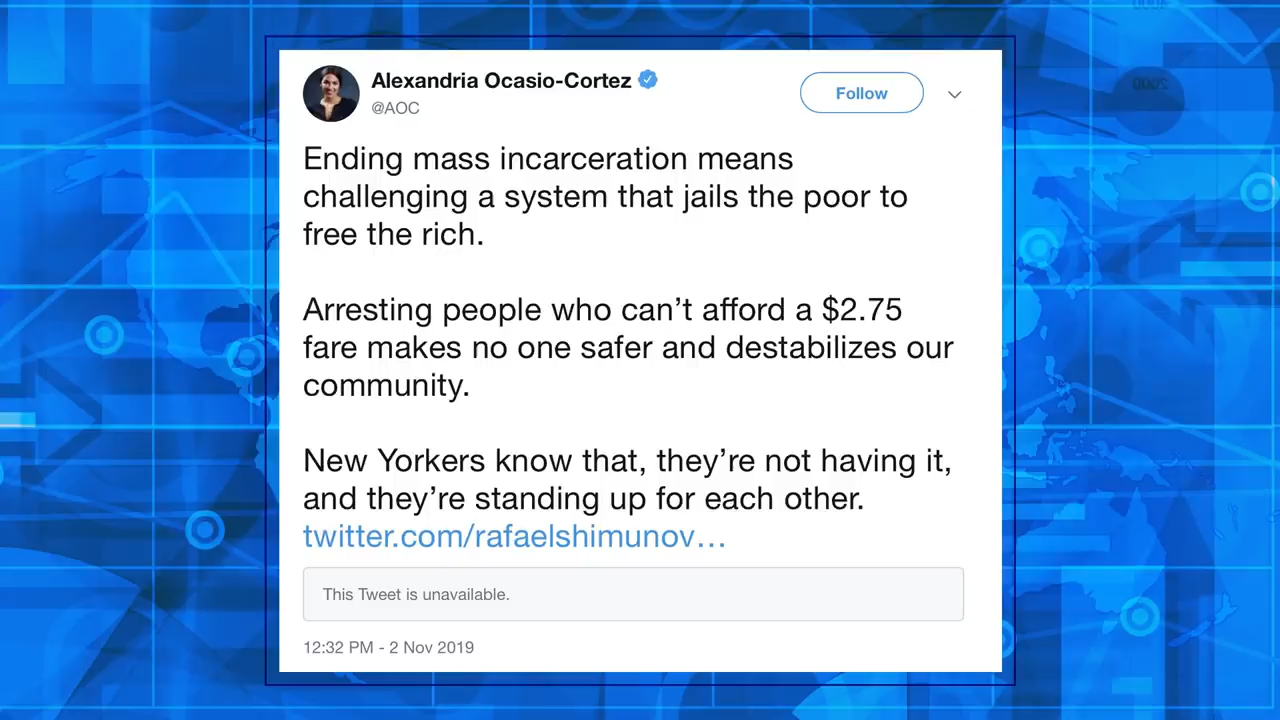 Alexandria Ocasio-Cortez
@AOC
Follow
Ending mass incarceration means
challenging a system that jails the poor to
free the rich.
Arresting people who can’t afford a $2.75
fare makes no one safer and destabilizes our
community.
New Yorkers know that, they’re not having it,
and they’re standing up for each other.
twitter.com/rafaelshimunov…
This Tweet is unavailable.
12:32 PM - 2 Nov 2019